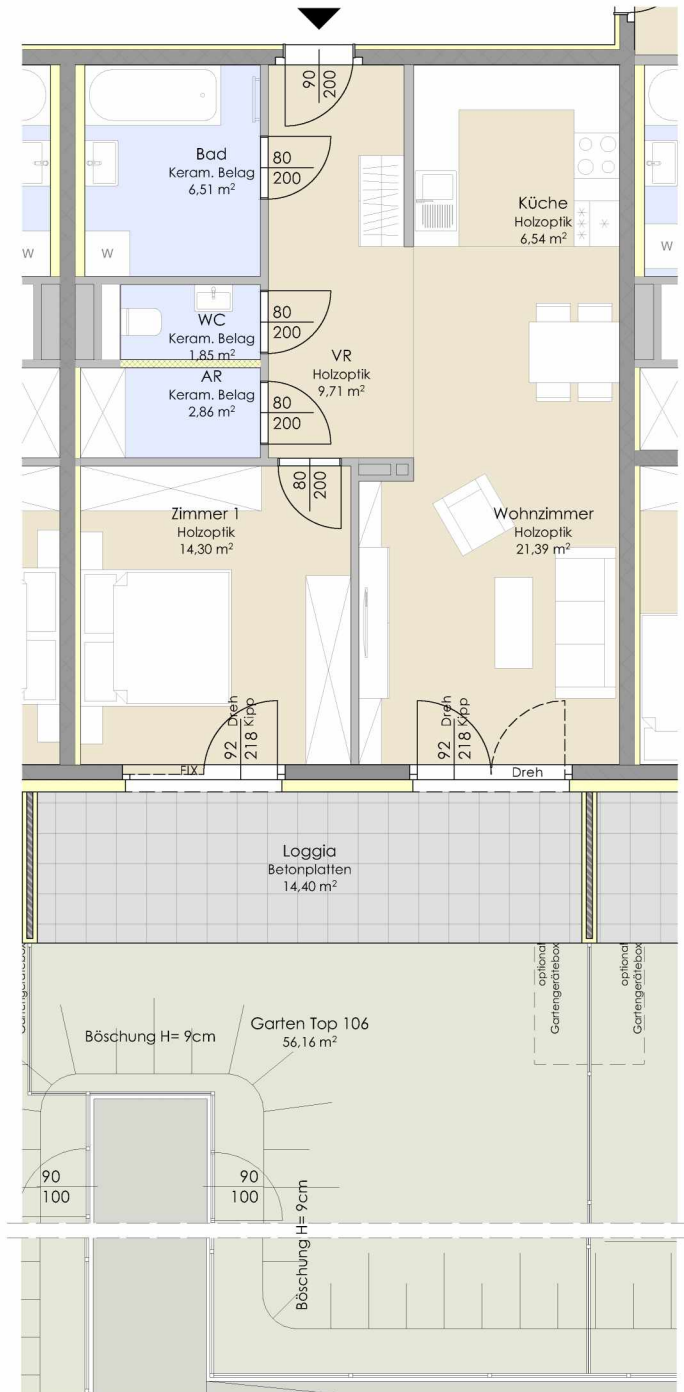 90
200
Bad
Keram. Belag
6,51 m²
80
200
Küche
Holzoptik
6,54 m²
W
W
W
WC
Keram. Belag
1,85 m²
80
200
VR
Holzoptik
9,71 m²
AR
Keram. Belag
2,86 m²
80
200
80
200
Zimmer 1
Holzoptik
14,30 m²
Wohnzimmer
Holzoptik
21,39 m²
92
218
Dreh
Kipp
92
218
Dreh
Kipp
FIX
Dreh
Loggia
Betonplatten
14,40 m²
Gartengerätebox
optional
Gartengerätebox
optional
Gartengerätebox
Böschung H= 9cm
Garten Top 106
56,16 m²
90
100
90
100
Böschung H= 9cm